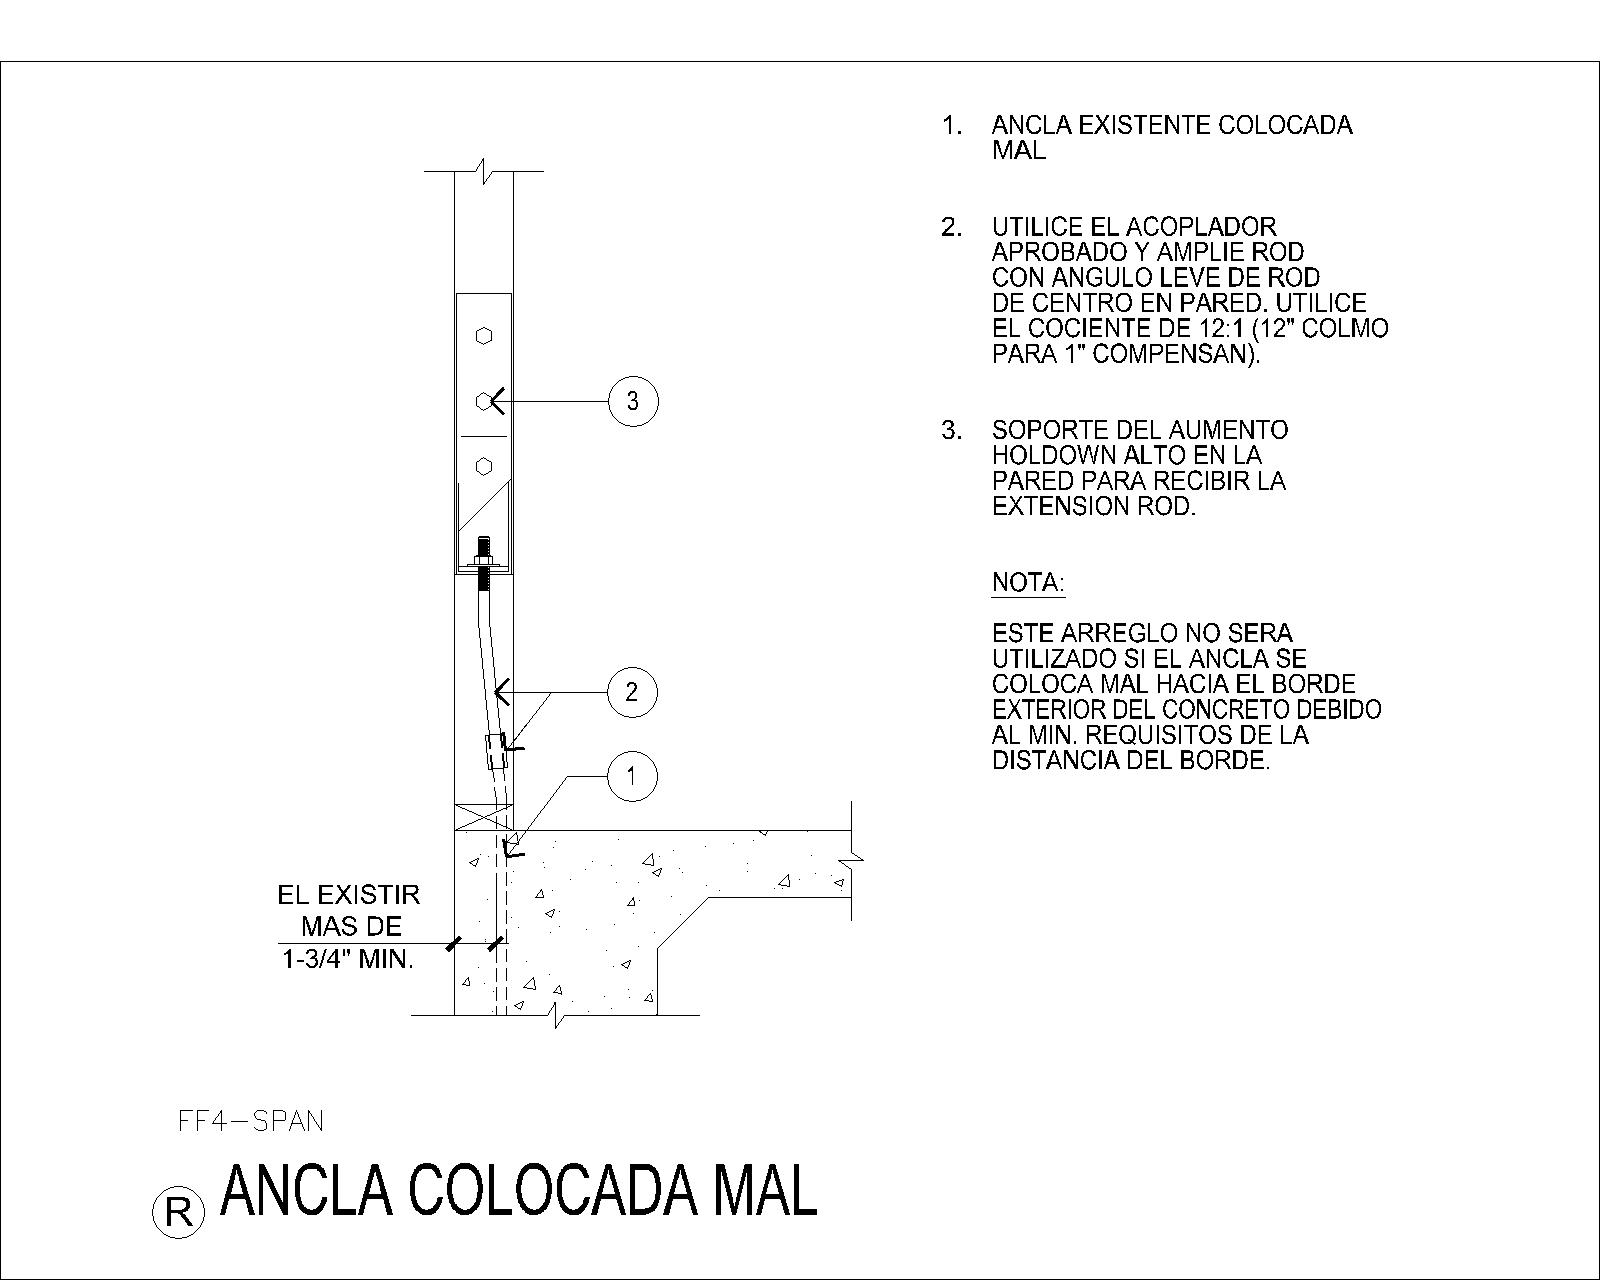 1. ANCLA EXISTENTE COLOCADA
MAL
2. UTILICE EL ACOPLADOR
APROBADO Y AMPLIE ROD
CON ANGULO LEVE DE ROD
DE CENTRO EN PARED. UTILICE
EL COCIENTE DE 12:1 (12" COLMO
PARA 1" COMPENSAN).
3. SOPORTE DEL AUMENTO
HOLDOWN ALTO EN LA
PARED PARA RECIBIR LA
EXTENSION ROD.
NOTA:
ESTE ARREGLO NO SERA
UTILIZADO SI EL ANCLA SE
COLOCA MAL HACIA EL BORDE
EXTERIOR DEL CONCRETO DEBIDO
AL MIN. REQUISITOS DE LA
DISTANCIA DEL BORDE.
3
2
1
EL EXISTIR
MAS DE
1-3/4" MIN.
FF4-SPAN
R ANCLA COLOCADA MAL